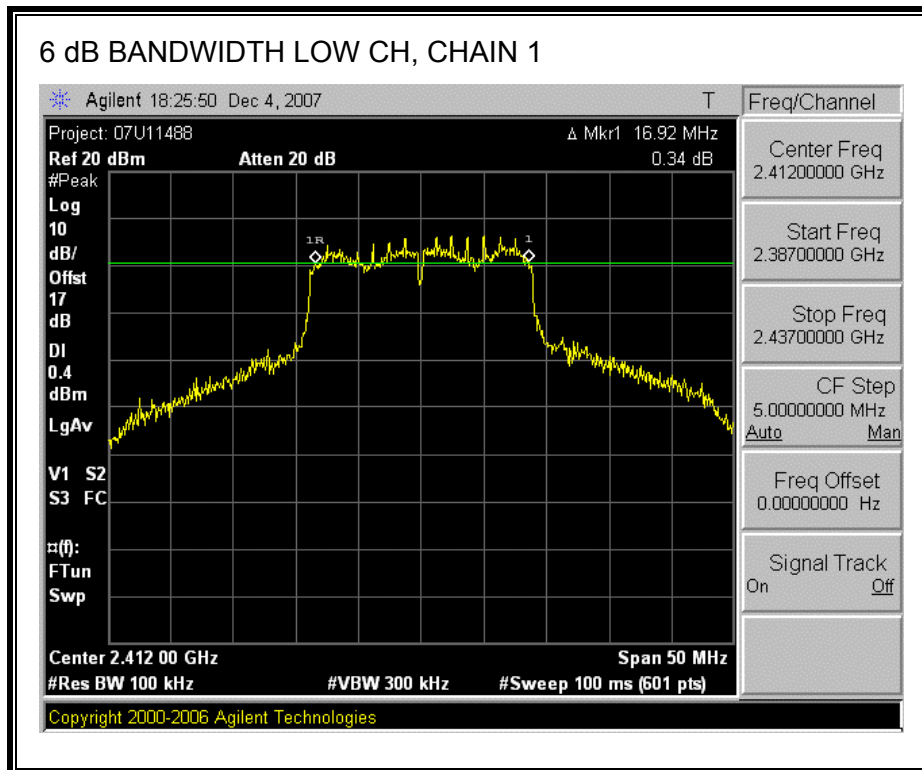 6 dB BANDWIDTH LOW CH, CHAIN 1
Agilent 18:25:50 Dec 4, 2007 T
Freq/Channel
Project: 07U11488 Δ Mkr1 16.92 MHz
Ref 20 dBm Atten 20 dB 0.34 dB
#Peak
Log
10
dB/
Offst
17
dB
DI
0.4
dBm
LgAv
V1 S2
S3 FC
¤(f):
FTun
Swp
1R
1
Center 2.412 00 GHz Span 50 MHz
#Res BW 100 kHz #VBW 300 kHz #Sweep 100 ms (601 pts)
Copyright 2000-2006 Agilent Technologies
Center Freq
2.41200000 GHz
Start Freq
2.38700000 GHz
Stop Freq
2.43700000 GHz
CF Step
5.00000000 MHz
Auto Man
Freq Offset
0.00000000 Hz
Signal Track
On Off